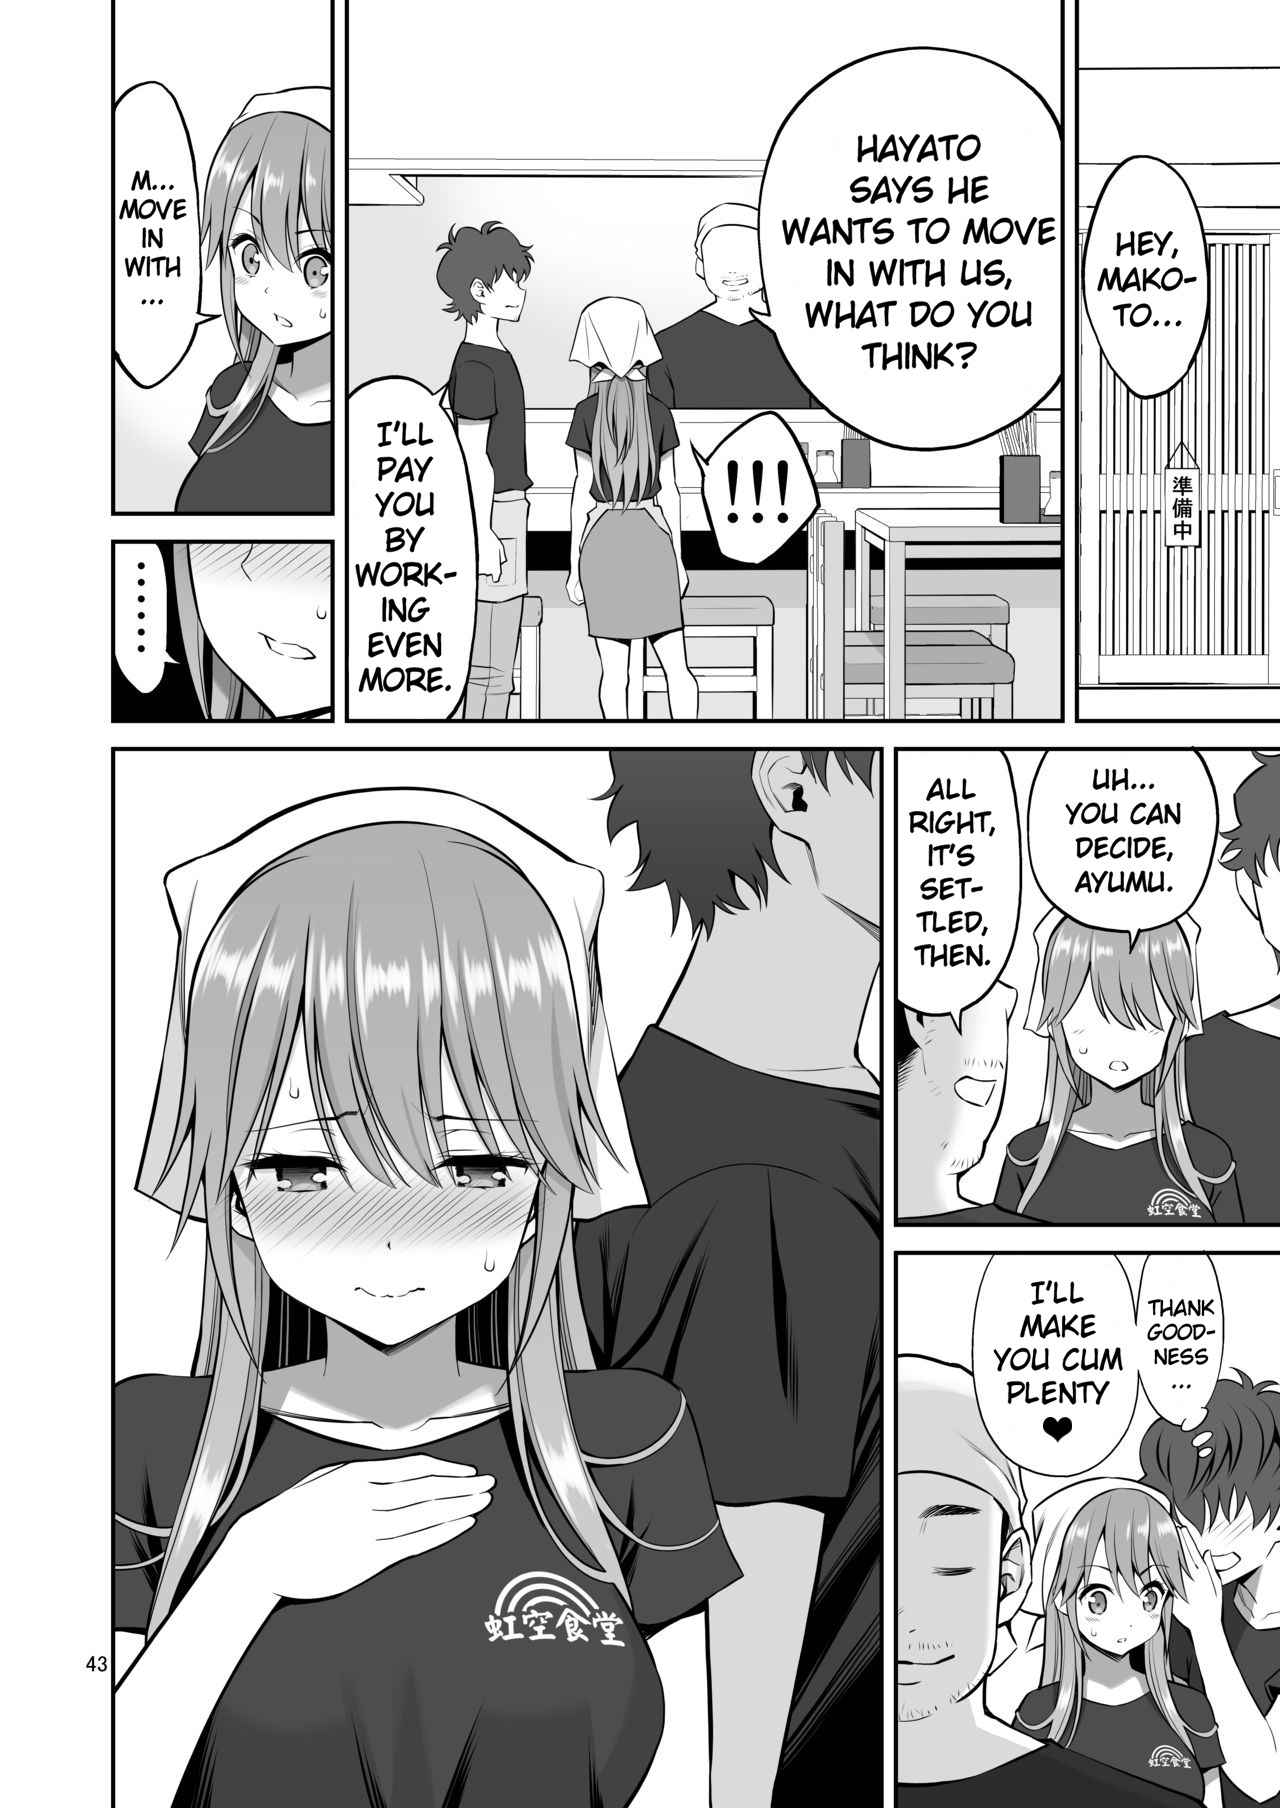 HEY,
MAKO-
TO...
準備中
HAYATO
SAYS HE
WANTS TO MOVE
IN WITH US,
WHAT DO YOU
THINK?
!!!
I'LL
PAY
YOU
BY
WORK-
ING
EVEN
MORE.
M...
MOVE
IN
WITH
...
......
UH...
YOU CAN
DECIDE,
AYUMU.
ALL
RIGHT,
IT'S
SET-
TLED,
THEN.
虹空食堂
THANK
GOOD-
NESS
...
I'LL
MAKE
YOU CUM
PLENTY
♥
虹空食堂
虹空食堂
43